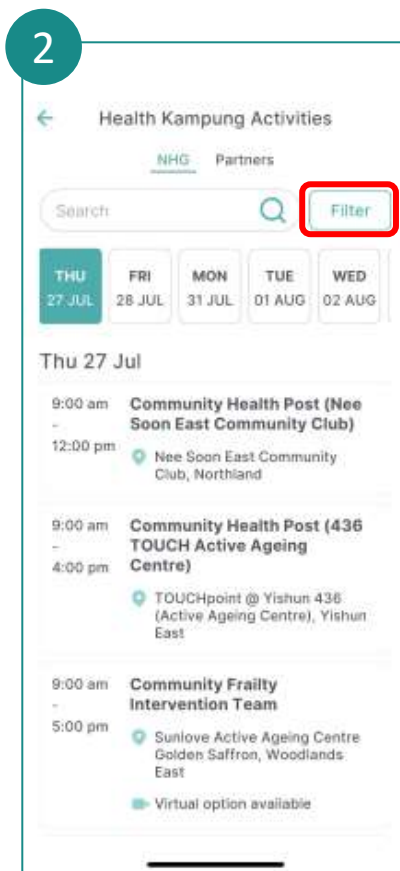 2
Health Kampung Activities
NHG Partners
Search
Filter
THU FRI MON TUE WED
27 JUL 28 JUL 31 JUL 01 AUG 02 AUG
Thu 27 Jul
9:00 am
-
12:00 pm
Community Health Post (Nee
Soon East Community Club)
Nee Soon East Community
Club, Northland
9:00 am
-
4:00 pm
Community Health Post (436
TOUCH Active Ageing
Centre)
TOUCHpoint @ Yishun 436
(Active Ageing Centre), Yishun
East
9:00 am
-
5:00 pm
Community Frailty
Intervention Team
Sunlove Active Ageing Centre
Golden Saffron, Woodlands
East
Virtual option available